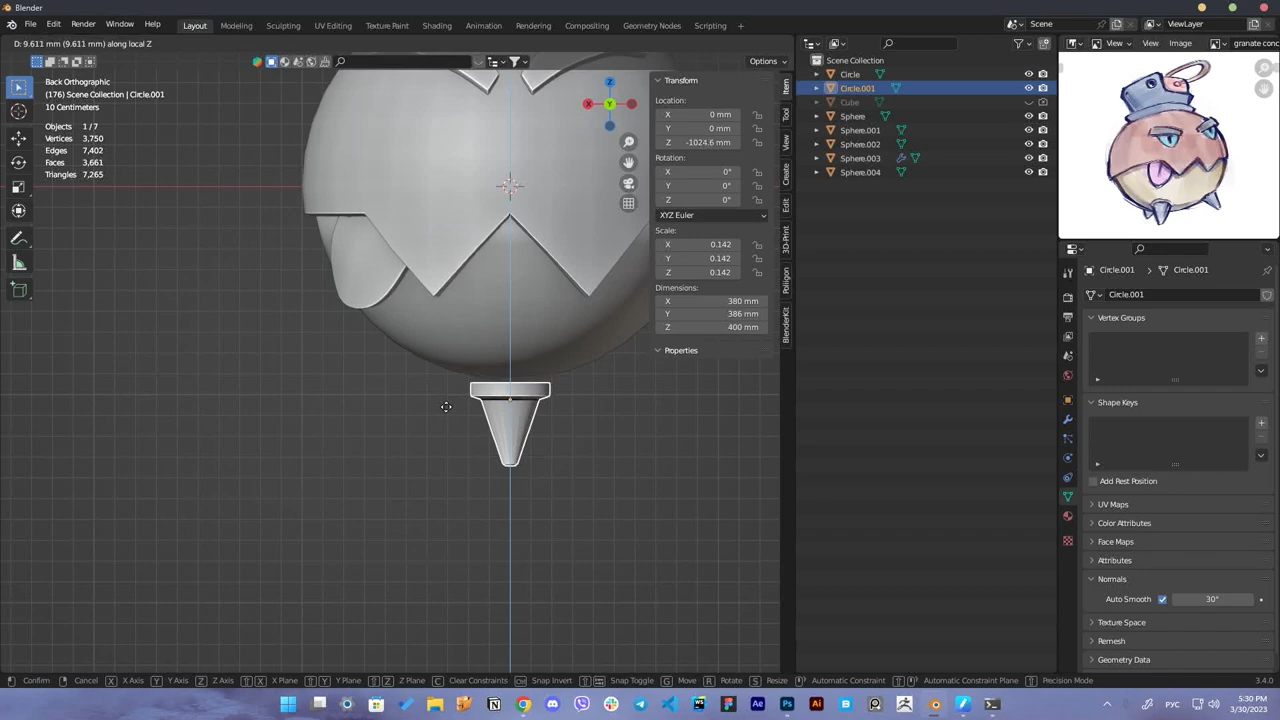 Blender
File Edit Render Window Help Layout Modeling Sculpting UV Editing Texture Paint Shading Animation Rendering Compositing Geometry Nodes Scripting Scene ViewLayer
D: 9.611 mm (9.611 mm) along local Z
View View Image granate conc
Options
Back Orthographic
(176) Scene Collection | Circle.001
10 Centimeters
Objects 1/7
Vertices 3,750
Edges 7,402
Faces 3,661
Triangles 7,265
X Y Z
Transform
Location:
X 0 mm
Y 0 mm
Z -1024.6 mm
Rotation:
X 0°
Y 0°
Z 0°
XYZ Euler
Scale:
X 0.142
Y 0.142
Z 0.142
Dimensions:
X 380 mm
Y 386 mm
Z 400 mm
Properties
Item
Tool
View
Create
Edit
3D-Print
Poliigon
BlenderKit
Scene Collection
Circle
Circle.001
Cube
Sphere
Sphere.001
Sphere.002
Sphere.003
Sphere.004
Circle.001 Circle.001
Circle.001
Vertex Groups
Shape Keys
Add Rest Position
UV Maps
Color Attributes
Face Maps
Attributes
Normals
Auto Smooth 30°
Texture Space
Remesh
Geometry Data
Confirm Cancel X X Axis Y Y Axis Z Z Axis X X Plane Y Y Plane Z Z Plane C Clear Constraints Ctrl Snap Invert Snap Toggle G Move R Rotate S Resize Automatic Constraint Automatic Constraint Plane Precision Mode 3.4.0
РУС 5:30 PM
3/30/2023